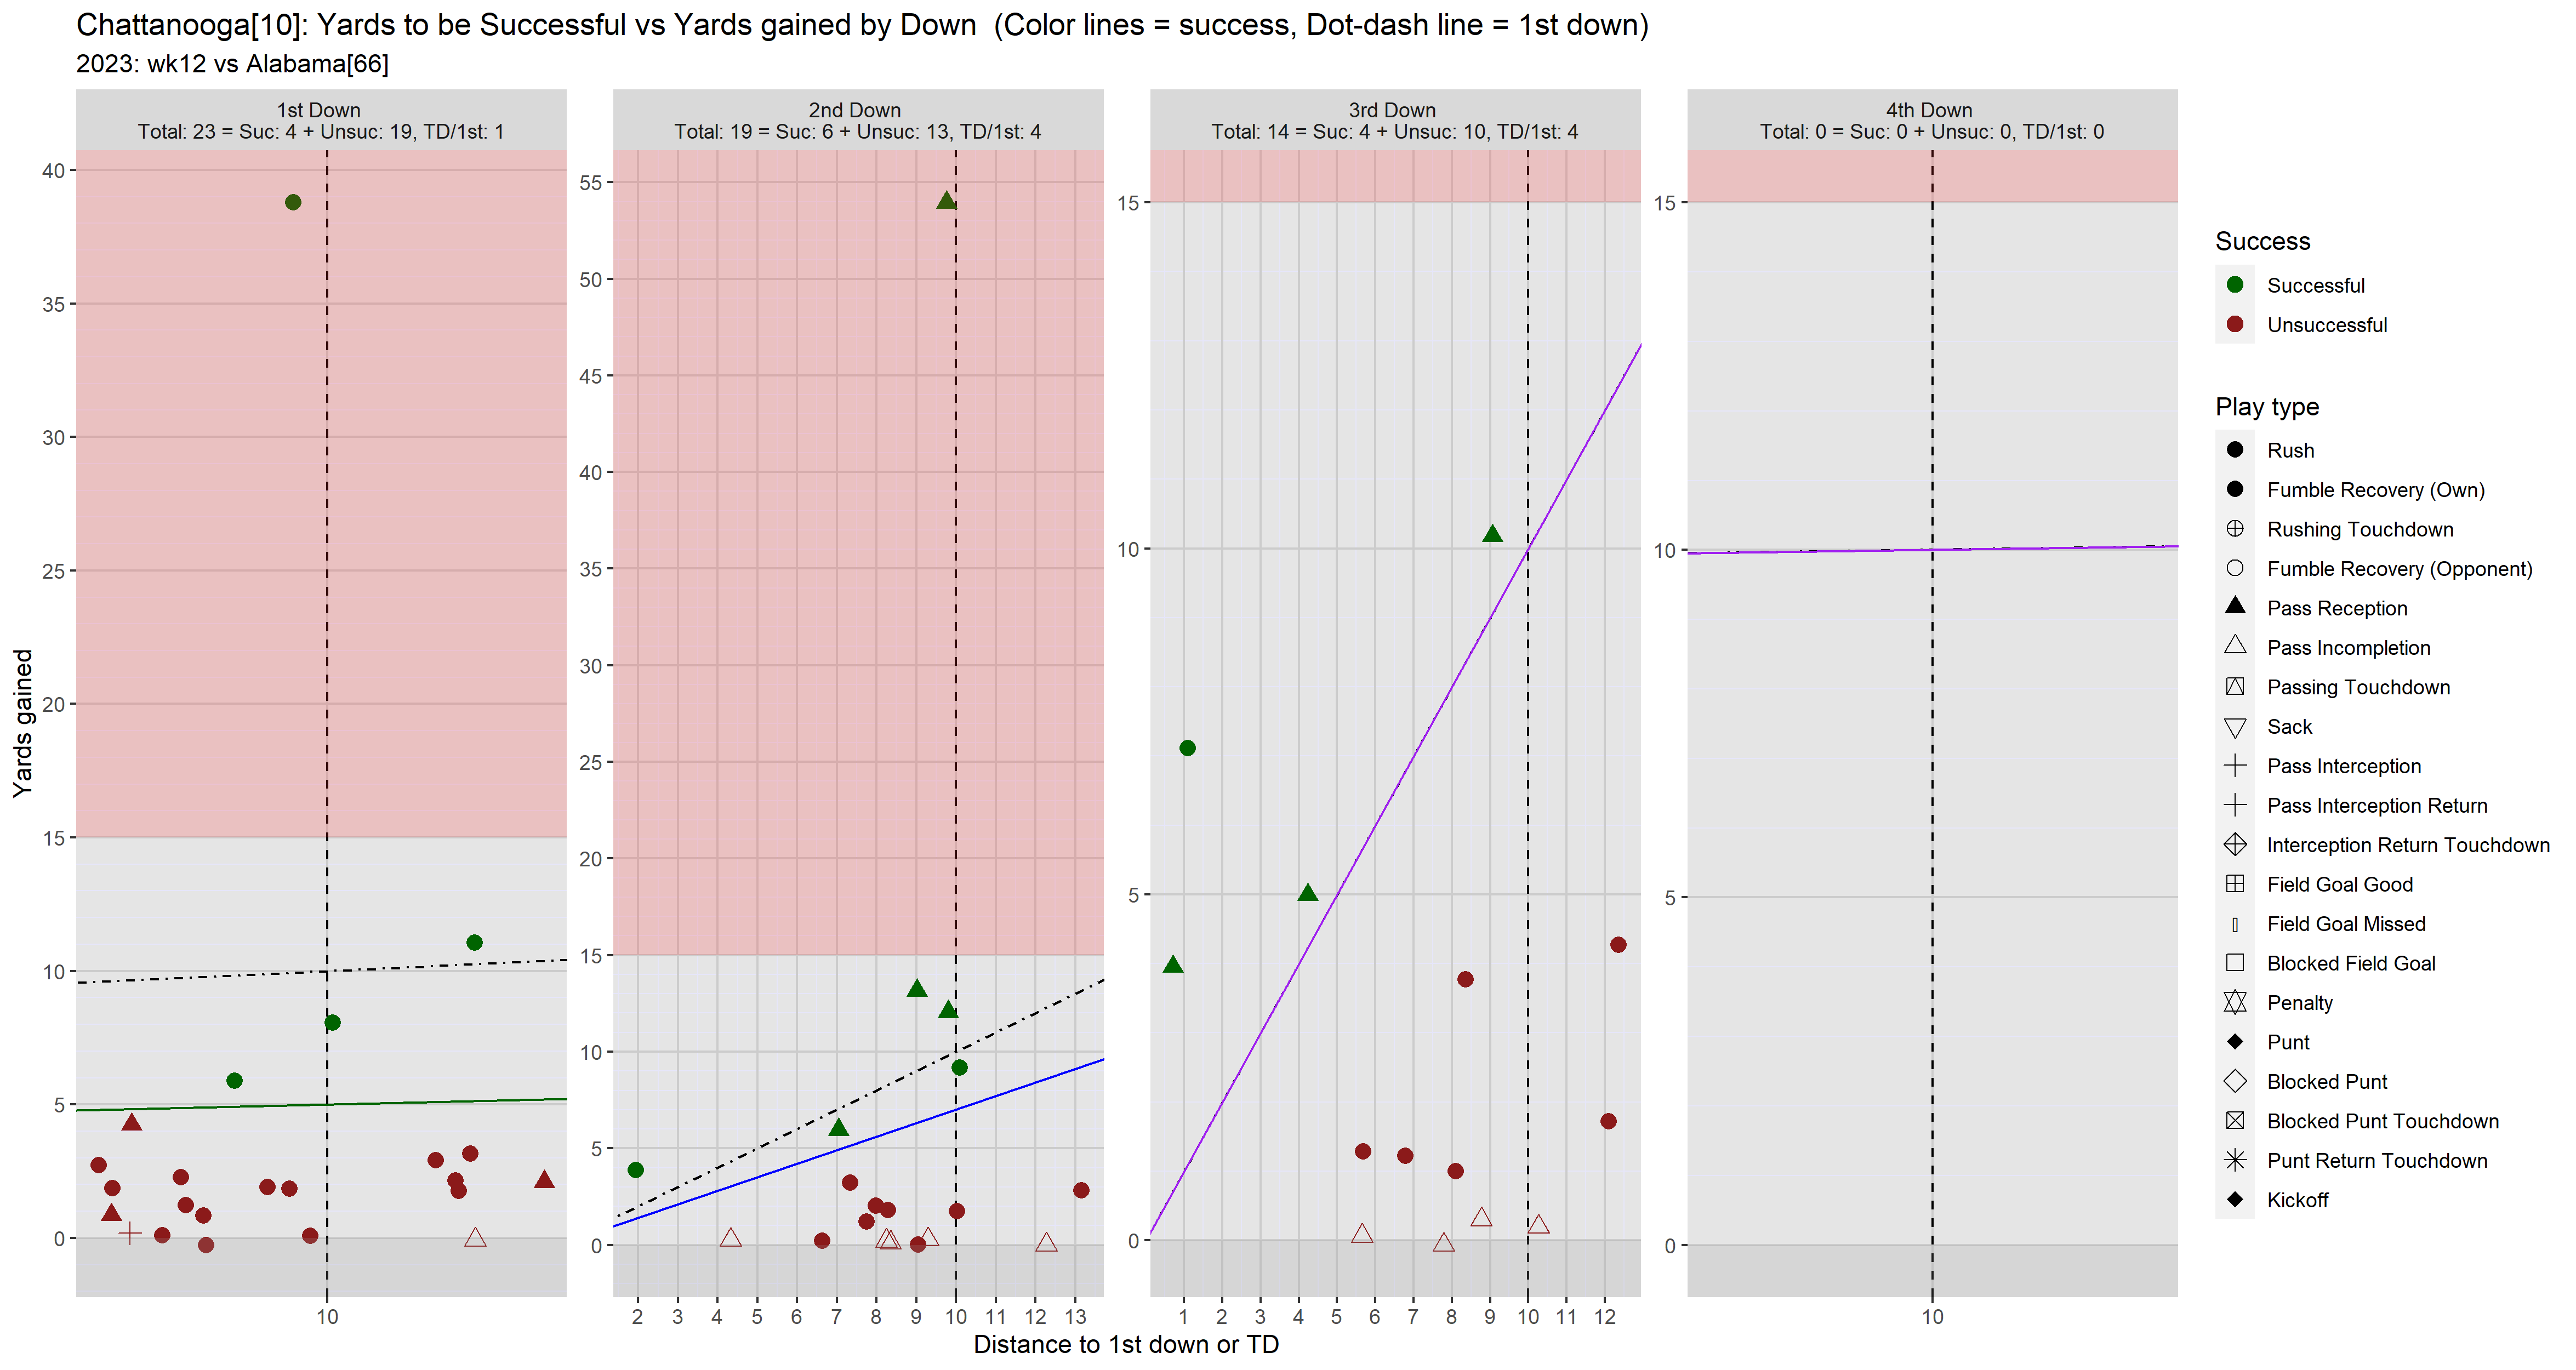 Chattanooga[10]: Yards to be Successful vs Yards gained by Down  (Color lines = success, Dot-dash line = 1st down)
2023: wk12 vs Alabama[66]
1st Down
Total: 23 = Suc: 4 + Unsuc: 19, TD/1st: 1
2nd Down
Total: 19 = Suc: 6 + Unsuc: 13, TD/1st: 4
3rd Down
Total: 14 = Suc: 4 + Unsuc: 10, TD/1st: 4
4th Down
Total: 0 = Suc: 0 + Unsuc: 0, TD/1st: 0
Yards gained
40
35
30
25
20
15
10
5
0
10
55
50
45
40
35
30
25
20
15
10
5
0
2 3 4 5 6 7 8 9 10 11 12 13
15
10
5
0
1 2 3 4 5 6 7 8 9 10 11 12
15
10
5
0
10
Distance to 1st down or TD
Success
Successful
Unsuccessful
Play type
Rush
Fumble Recovery (Own)
Rushing Touchdown
Fumble Recovery (Opponent)
Pass Reception
Pass Incompletion
Passing Touchdown
Sack
Pass Interception
Pass Interception Return
Interception Return Touchdown
Field Goal Good
Field Goal Missed
Blocked Field Goal
Penalty
Punt
Blocked Punt
Blocked Punt Touchdown
Punt Return Touchdown
Kickoff